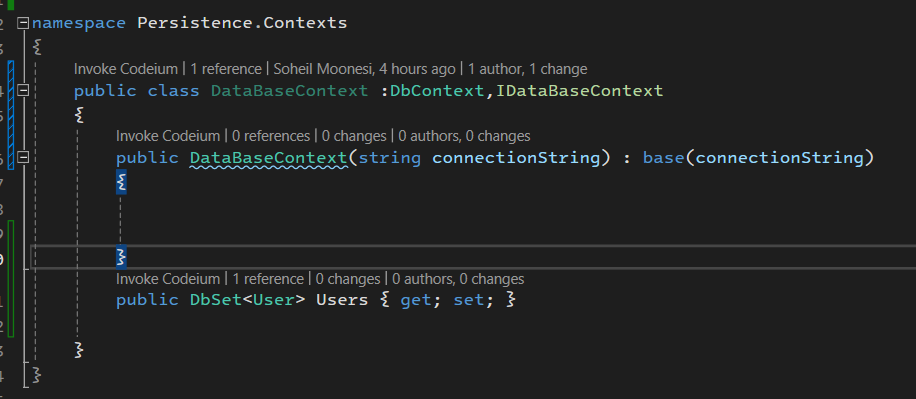 namespace Persistence.Contexts
{
Invoke Codeium | 1 reference | Soheil Moonesi, 4 hours ago | 1 author, 1 change
public class DataBaseContext :DbContext,IDataBaseContext
{
Invoke Codeium | 0 references | 0 changes | 0 authors, 0 changes
public DataBaseContext(string connectionString) : base(connectionString)
{
}
Invoke Codeium | 1 reference | 0 changes | 0 authors, 0 changes
public DbSet<User> Users { get; set; }
}
}